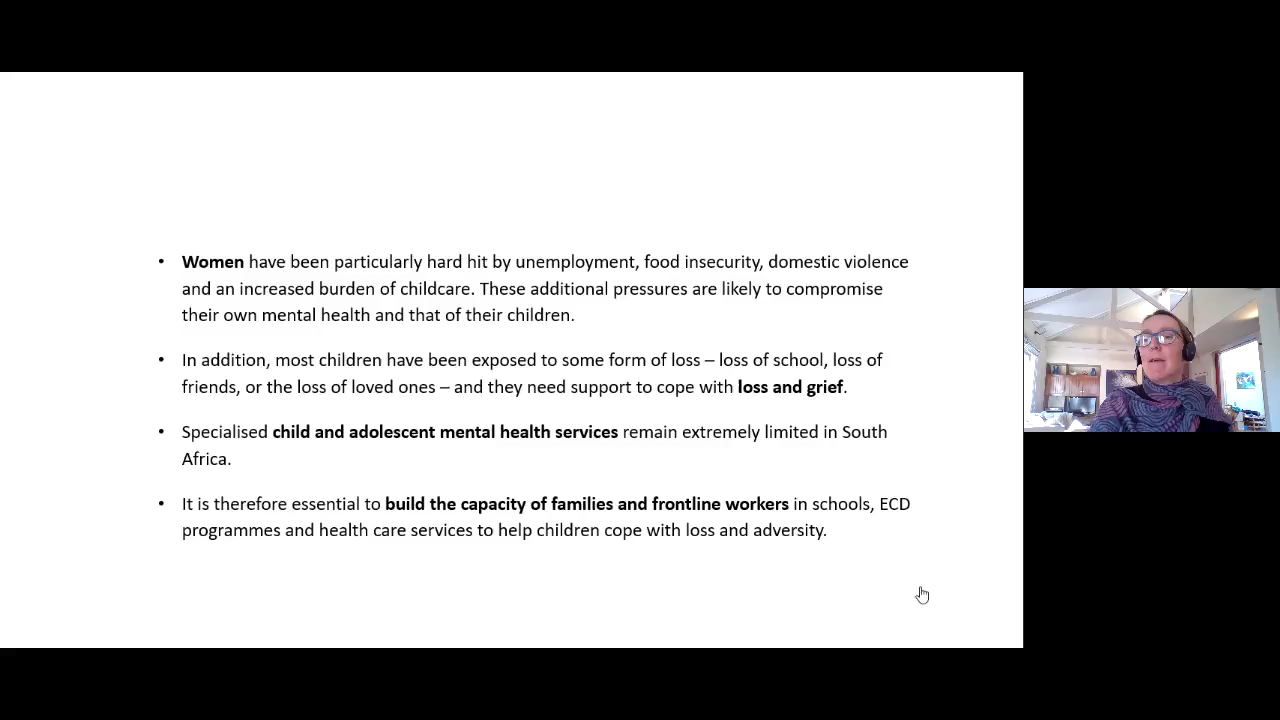 • Women have been particularly hard hit by unemployment, food insecurity, domestic violence
and an increased burden of childcare. These additional pressures are likely to compromise
their own mental health and that of their children.
• In addition, most children have been exposed to some form of loss – loss of school, loss of
friends, or the loss of loved ones – and they need support to cope with loss and grief.
• Specialised child and adolescent mental health services remain extremely limited in South
Africa.
• It is therefore essential to build the capacity of families and frontline workers in schools, ECD
programmes and health care services to help children cope with loss and adversity.